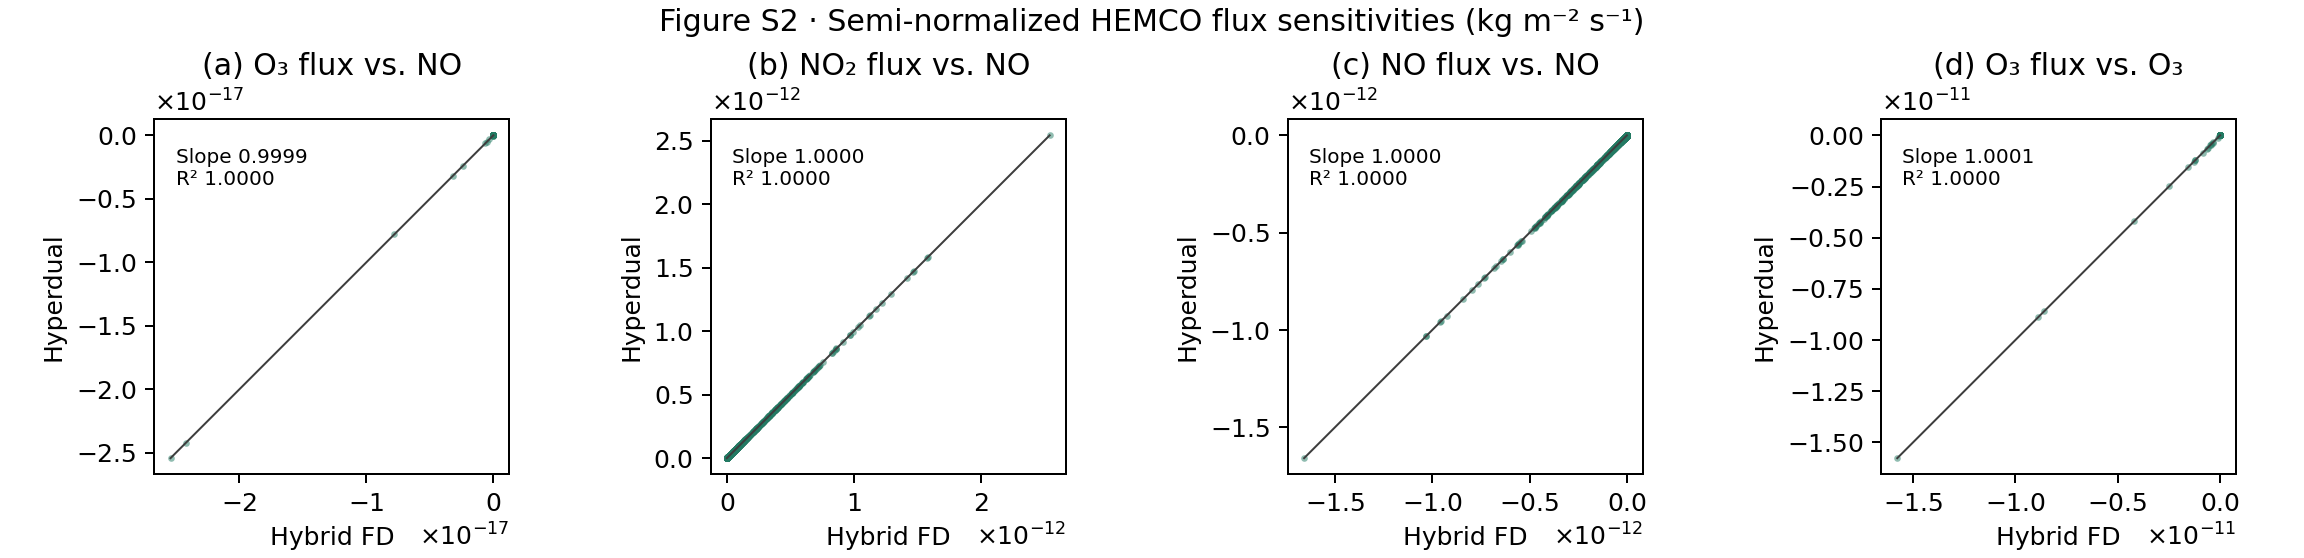 Figure S2 · Semi-normalized HEMCO flux sensitivities (kg m⁻² s⁻¹)
(a) O₃ flux vs. NO
×10⁻¹⁷
Slope 0.9999
R² 1.0000
0.0
−0.5
−1.0
−1.5
−2.0
−2.5
Hyperdual
−2
−1
0
Hybrid FD
×10⁻¹⁷
(b) NO₂ flux vs. NO
×10⁻¹²
Slope 1.0000
R² 1.0000
2.5
2.0
1.5
1.0
0.5
0.0
Hyperdual
0
1
2
Hybrid FD
×10⁻¹²
(c) NO flux vs. NO
×10⁻¹²
Slope 1.0000
R² 1.0000
0.0
−0.5
−1.0
−1.5
Hyperdual
−1.5
−1.0
−0.5
0.0
Hybrid FD
×10⁻¹²
(d) O₃ flux vs. O₃
×10⁻¹¹
Slope 1.0001
R² 1.0000
0.00
−0.25
−0.50
−0.75
−1.00
−1.25
−1.50
Hyperdual
−1.5
−1.0
−0.5
0.0
Hybrid FD
×10⁻¹¹